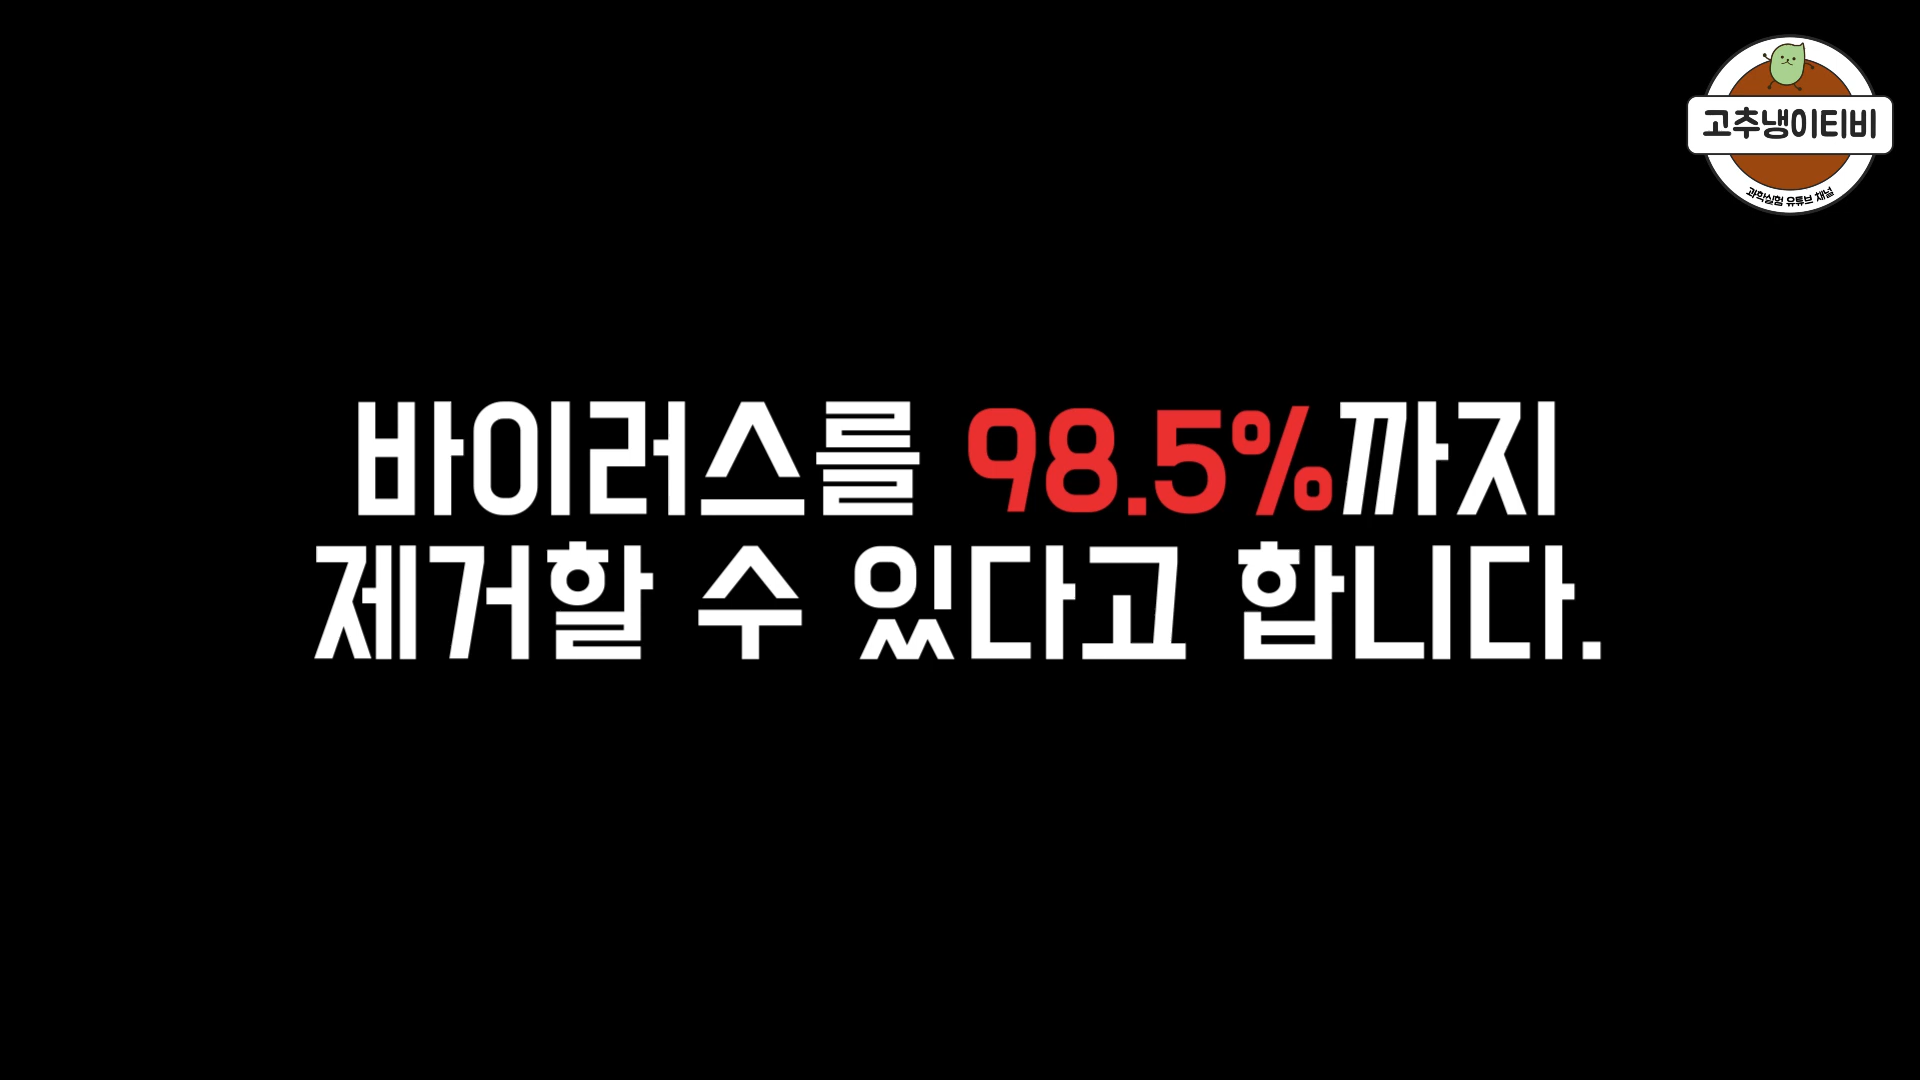 고추냉이티비
과학실험 유튜브 채널
바이러스를 98.5%까지
제거할 수 있다고 합니다.